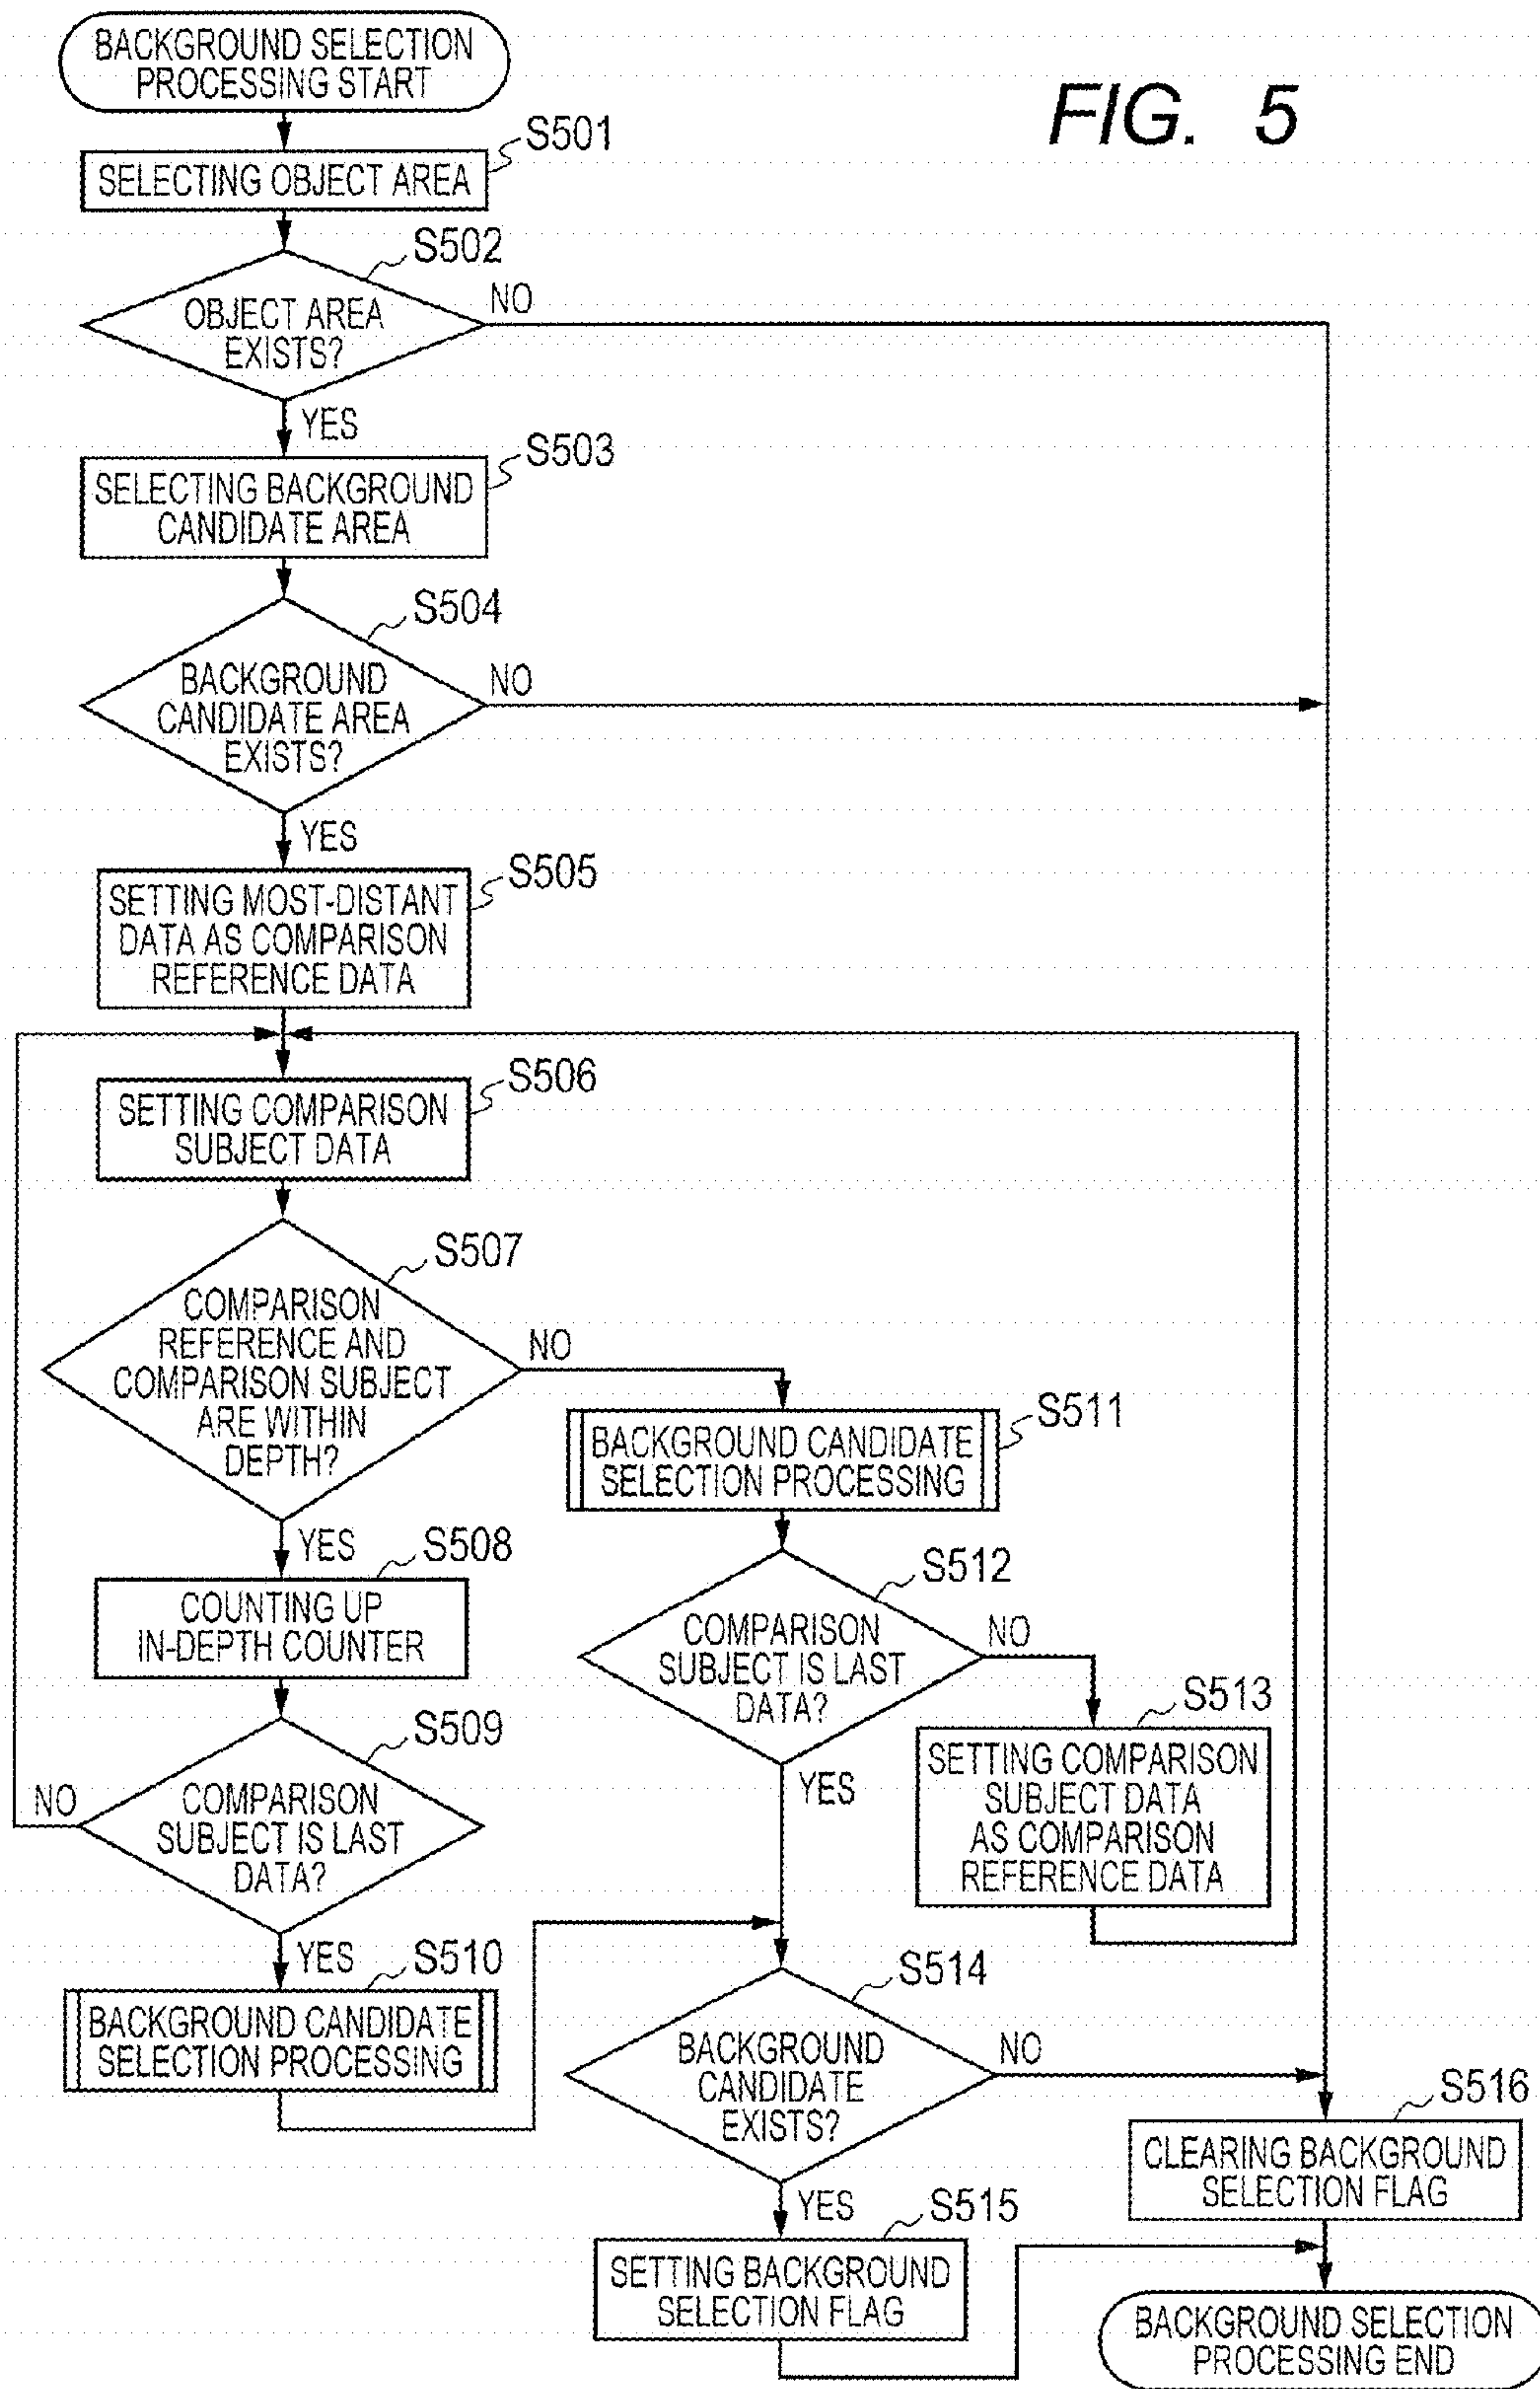 BACKGROUND SELECTION
PROCESSING START
FIG. 5
S501
SELECTING OBJECT AREA
S502
OBJECT AREA
EXISTS?
NO
YES
S503
SELECTING BACKGROUND
CANDIDATE AREA
S504
BACKGROUND
CANDIDATE AREA
EXISTS?
NO
YES
S505
SETTING MOST-DISTANT
DATA AS COMPARISON
REFERENCE DATA
S506
SETTING COMPARISON
SUBJECT DATA
S507
COMPARISON
REFERENCE AND
COMPARISON SUBJECT
ARE WITHIN
DEPTH?
NO
YES
S508
COUNTING UP
IN-DEPTH COUNTER
S509
COMPARISON
SUBJECT IS LAST
DATA?
NO
YES
S510
BACKGROUND CANDIDATE
SELECTION PROCESSING
S511
BACKGROUND CANDIDATE
SELECTION PROCESSING
S512
COMPARISON
SUBJECT IS LAST
DATA?
NO
YES
S513
SETTING COMPARISON
SUBJECT DATA
AS COMPARISON
REFERENCE DATA
S514
BACKGROUND
CANDIDATE
EXISTS?
NO
YES
S515
SETTING BACKGROUND
SELECTION FLAG
S516
CLEARING BACKGROUND
SELECTION FLAG
BACKGROUND SELECTION
PROCESSING END